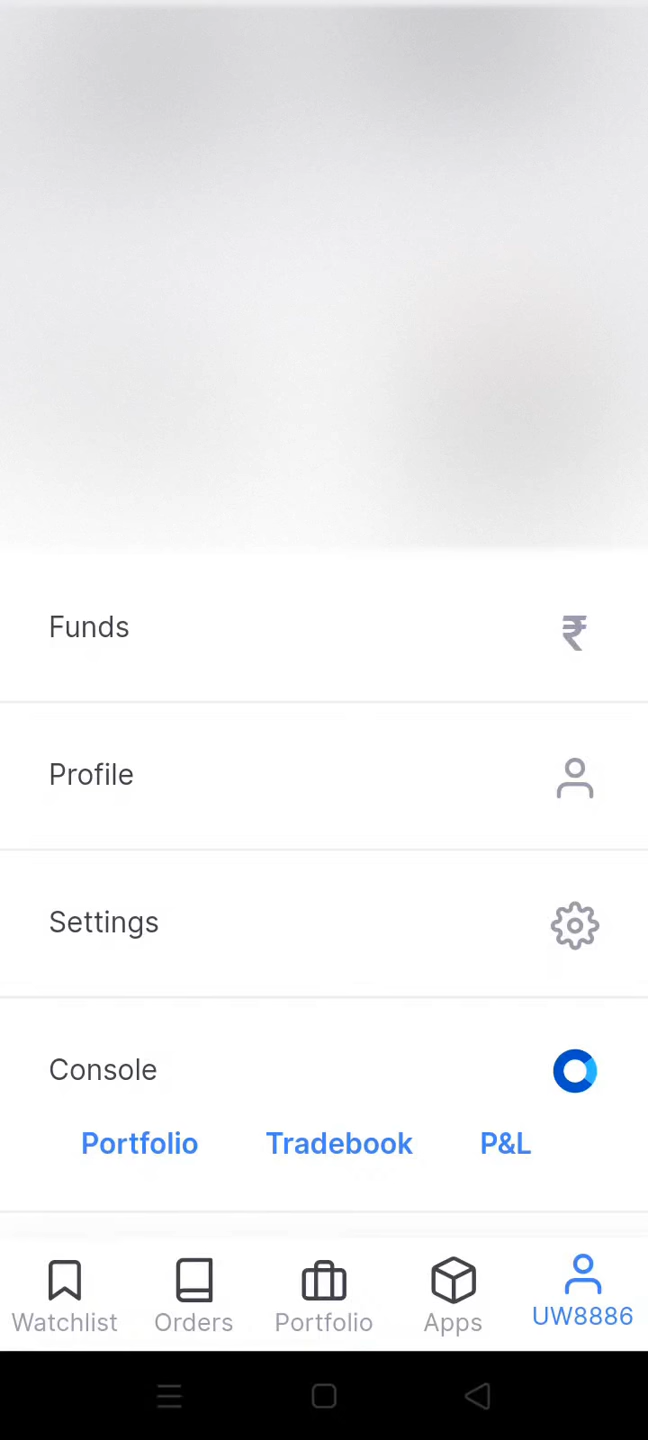 Funds
₹
Profile
Settings
Console
Portfolio Tradebook P&L
Watchlist Orders Portfolio Apps UW8886